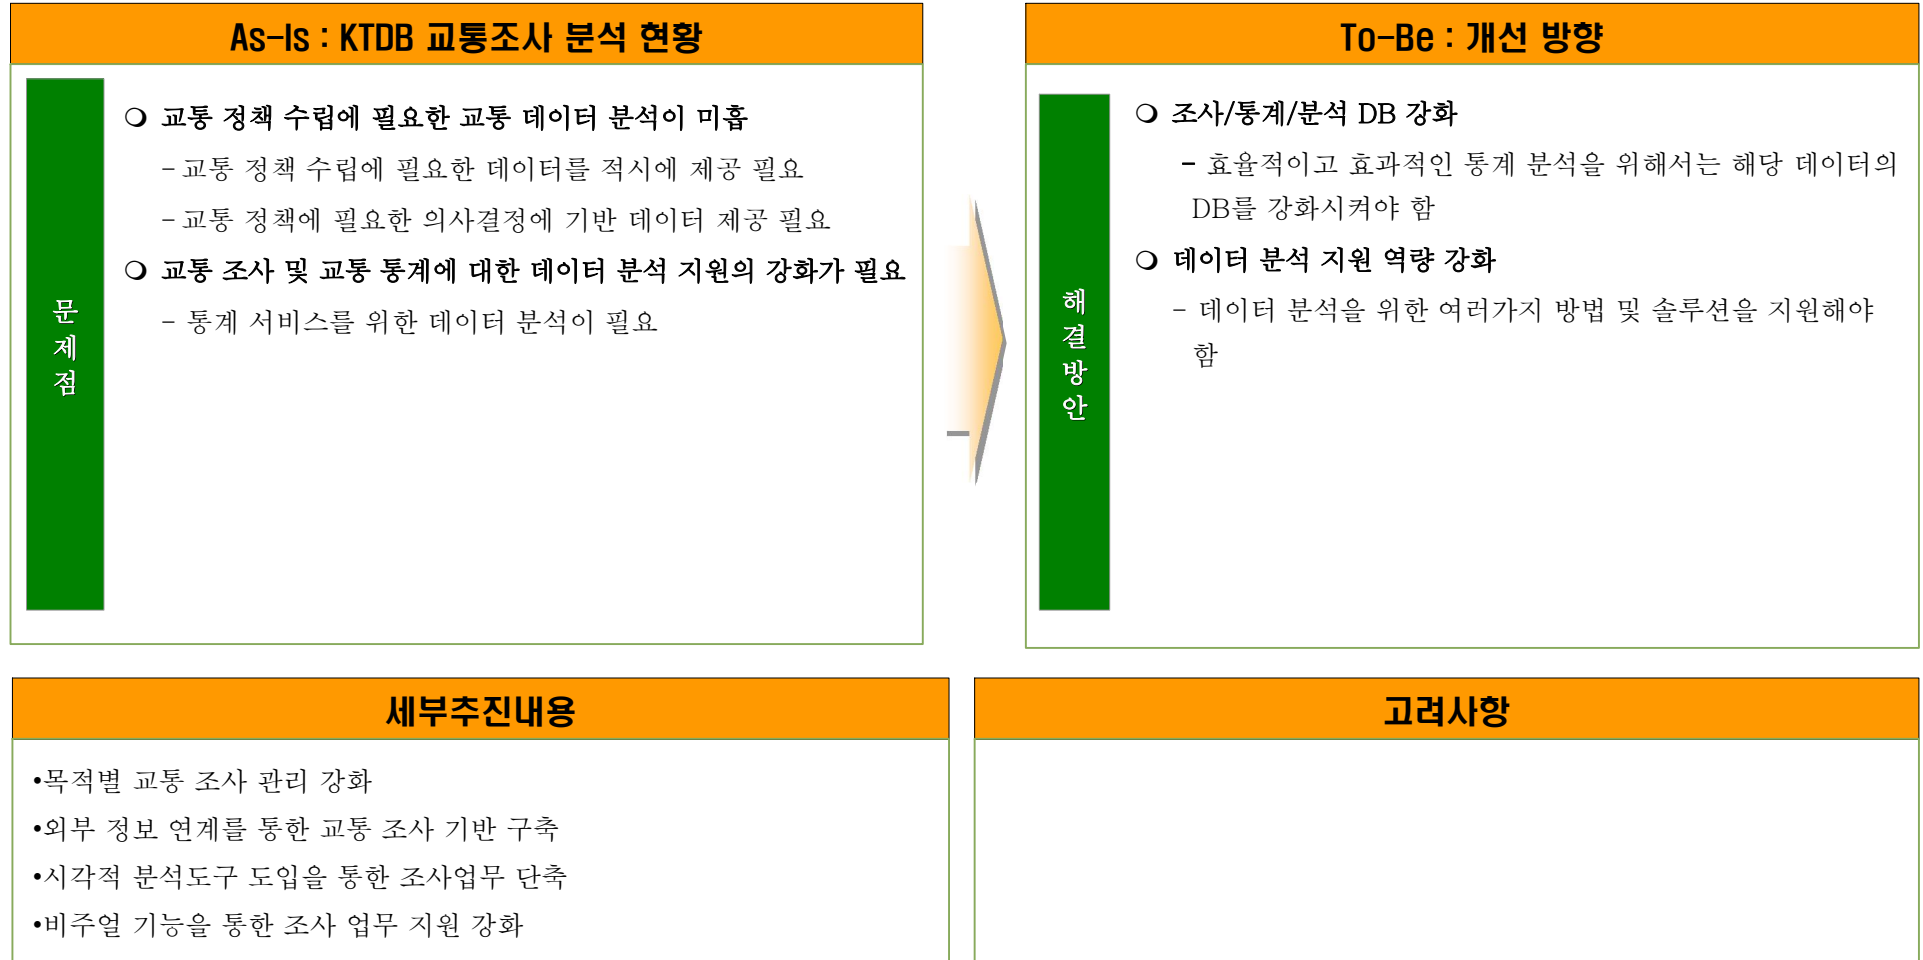 As-Is : KTDB 교통조사 분석 현황
문
제
점
❍ 교통 정책 수립에 필요한 교통 데이터 분석이 미흡
- 교통 정책 수립에 필요한 데이터를 적시에 제공 필요
- 교통 정책에 필요한 의사결정에 기반 데이터 제공 필요
❍ 교통 조사 및 교통 통계에 대한 데이터 분석 지원의 강화가 필요
- 통계 서비스를 위한 데이터 분석이 필요
To-Be : 개선 방향
해
결
방
안
❍ 조사/통계/분석 DB 강화
- 효율적이고 효과적인 통계 분석을 위해서는 해당 데이터의
DB를 강화시켜야 함
❍ 데이터 분석 지원 역량 강화
- 데이터 분석을 위한 여러가지 방법 및 솔루션을 지원해야
함
세부추진내용
•목적별 교통 조사 관리 강화
•외부 정보 연계를 통한 교통 조사 기반 구축
•시각적 분석도구 도입을 통한 조사업무 단축
•비주얼 기능을 통한 조사 업무 지원 강화
고려사항